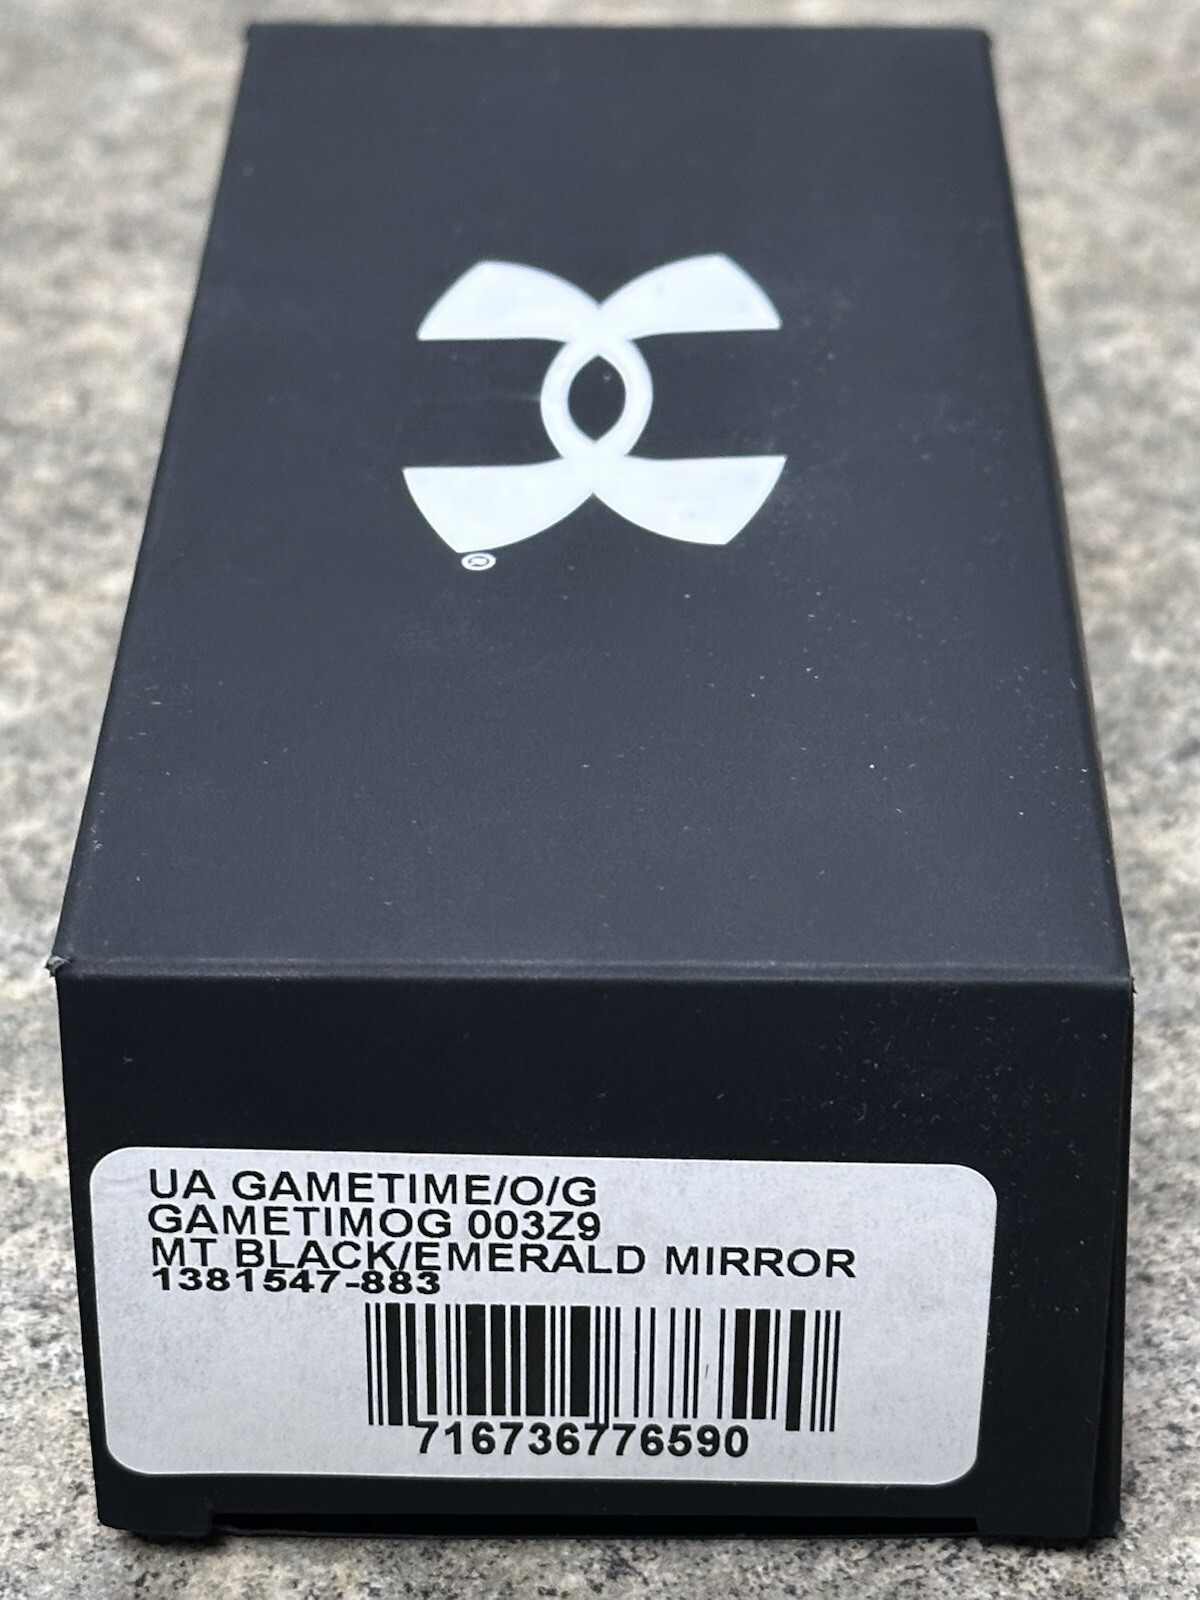 ®
UA GAMETIME/O/G
GAMETIMOG 003Z9
MT BLACK/EMERALD MIRROR
1381547-883
716736776590